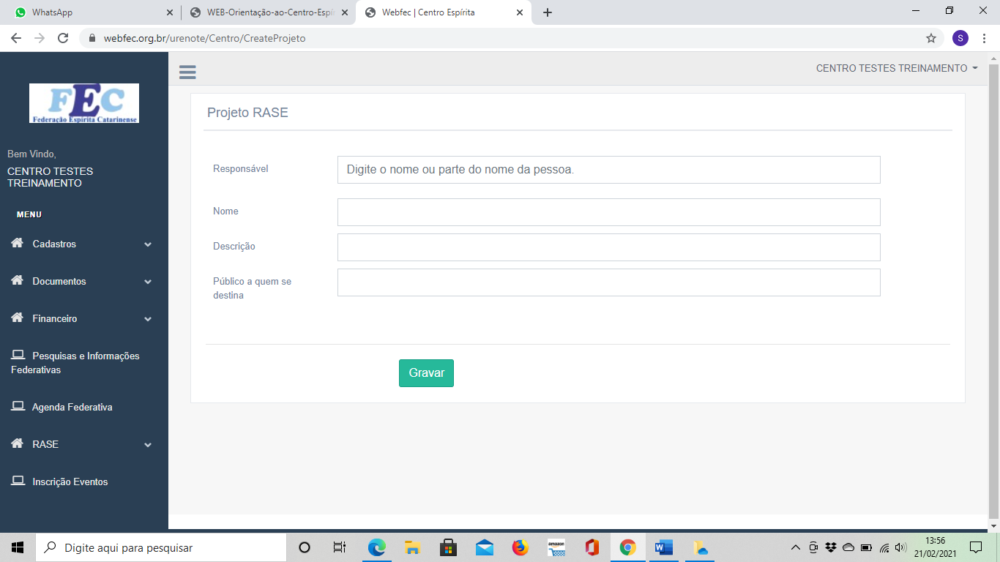 WhatsApp
WEB-Orientação-ao-Centro-Espír
Webfec | Centro Espírita
webfec.org.br/urenote/Centro/CreateProjeto
S
FEC
Federação Espírita Catarinense
CENTRO TESTES TREINAMENTO
Bem Vindo,
CENTRO TESTES
TREINAMENTO
MENU
Cadastros
Documentos
Financeiro
Pesquisas e Informações
Federativas
Agenda Federativa
RASE
Inscrição Eventos
Projeto RASE
Responsável
Digite o nome ou parte do nome da pessoa.
Nome
Descrição
Público a quem se
destina
Gravar
Digite aqui para pesquisar
amazon
13:56
21/02/2021